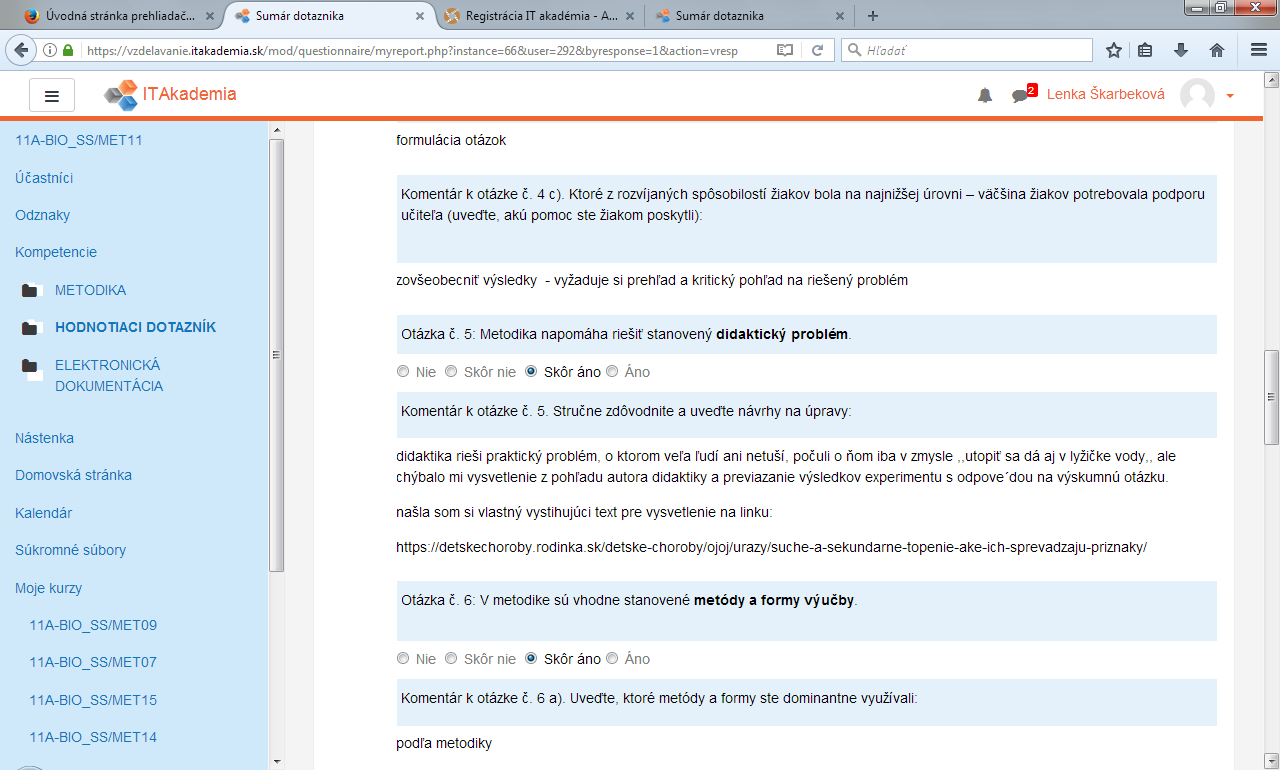 Úvodná stránka prehliadač...
Sumár dotaznika
Registrácia IT akadémia - A...
Sumár dotaznika
https://vzdelavanie.itakademia.sk/mod/questionnaire/myreport.php?instance=66&user=292&byresponse=1&action=vresp
Hľadať
ITAkademia
2
Lenka Škarbeková
11A-BIO_SS/MET11
Účastníci
Odznaky
Kompetencie
METODIKA
HODNOTIACI DOTAZNÍK
ELEKTRONICKÁ
DOKUMENTÁCIA
Nástenka
Domovská stránka
Kalendár
Súkromné súbory
Moje kurzy
11A-BIO_SS/MET09
11A-BIO_SS/MET07
11A-BIO_SS/MET15
11A-BIO_SS/MET14
formulácia otázok
Komentár k otázke č. 4 c). Ktoré z rozvíjaných spôsobilostí žiakov bola na najnižšej úrovni – väčšina žiakov potrebovala podporu
učiteľa (uveďte, akú pomoc ste žiakom poskytli):
zovšeobecniť výsledky - vyžaduje si prehľad a kritický pohľad na riešený problém
Otázka č. 5: Metodika napomáha riešiť stanovený didaktický problém.
Nie Skôr nie Skôr áno Áno
Komentár k otázke č. 5. Stručne zdôvodnite a uveďte návrhy na úpravy:
didaktika rieši praktický problém, o ktorom veľa ľudí ani netuší, počuli o ňom iba v zmysle ,,utopiť sa dá aj v lyžičke vody,, ale
chýbalo mi vysvetlenie z pohľadu autora didaktiky a previazanie výsledkov experimentu s odpove´dou na výskumnú otázku.
našla som si vlastný vystihujúci text pre vysvetlenie na linku:
https://detskechoroby.rodinka.sk/detske-choroby/ojoj/urazy/suche-a-sekundarne-topenie-ake-ich-sprevadzaju-priznaky/
Otázka č. 6: V metodike sú vhodne stanovené metódy a formy výučby.
Nie Skôr nie Skôr áno Áno
Komentár k otázke č. 6 a). Uveďte, ktoré metódy a formy ste dominantne využívali:
podľa metodiky